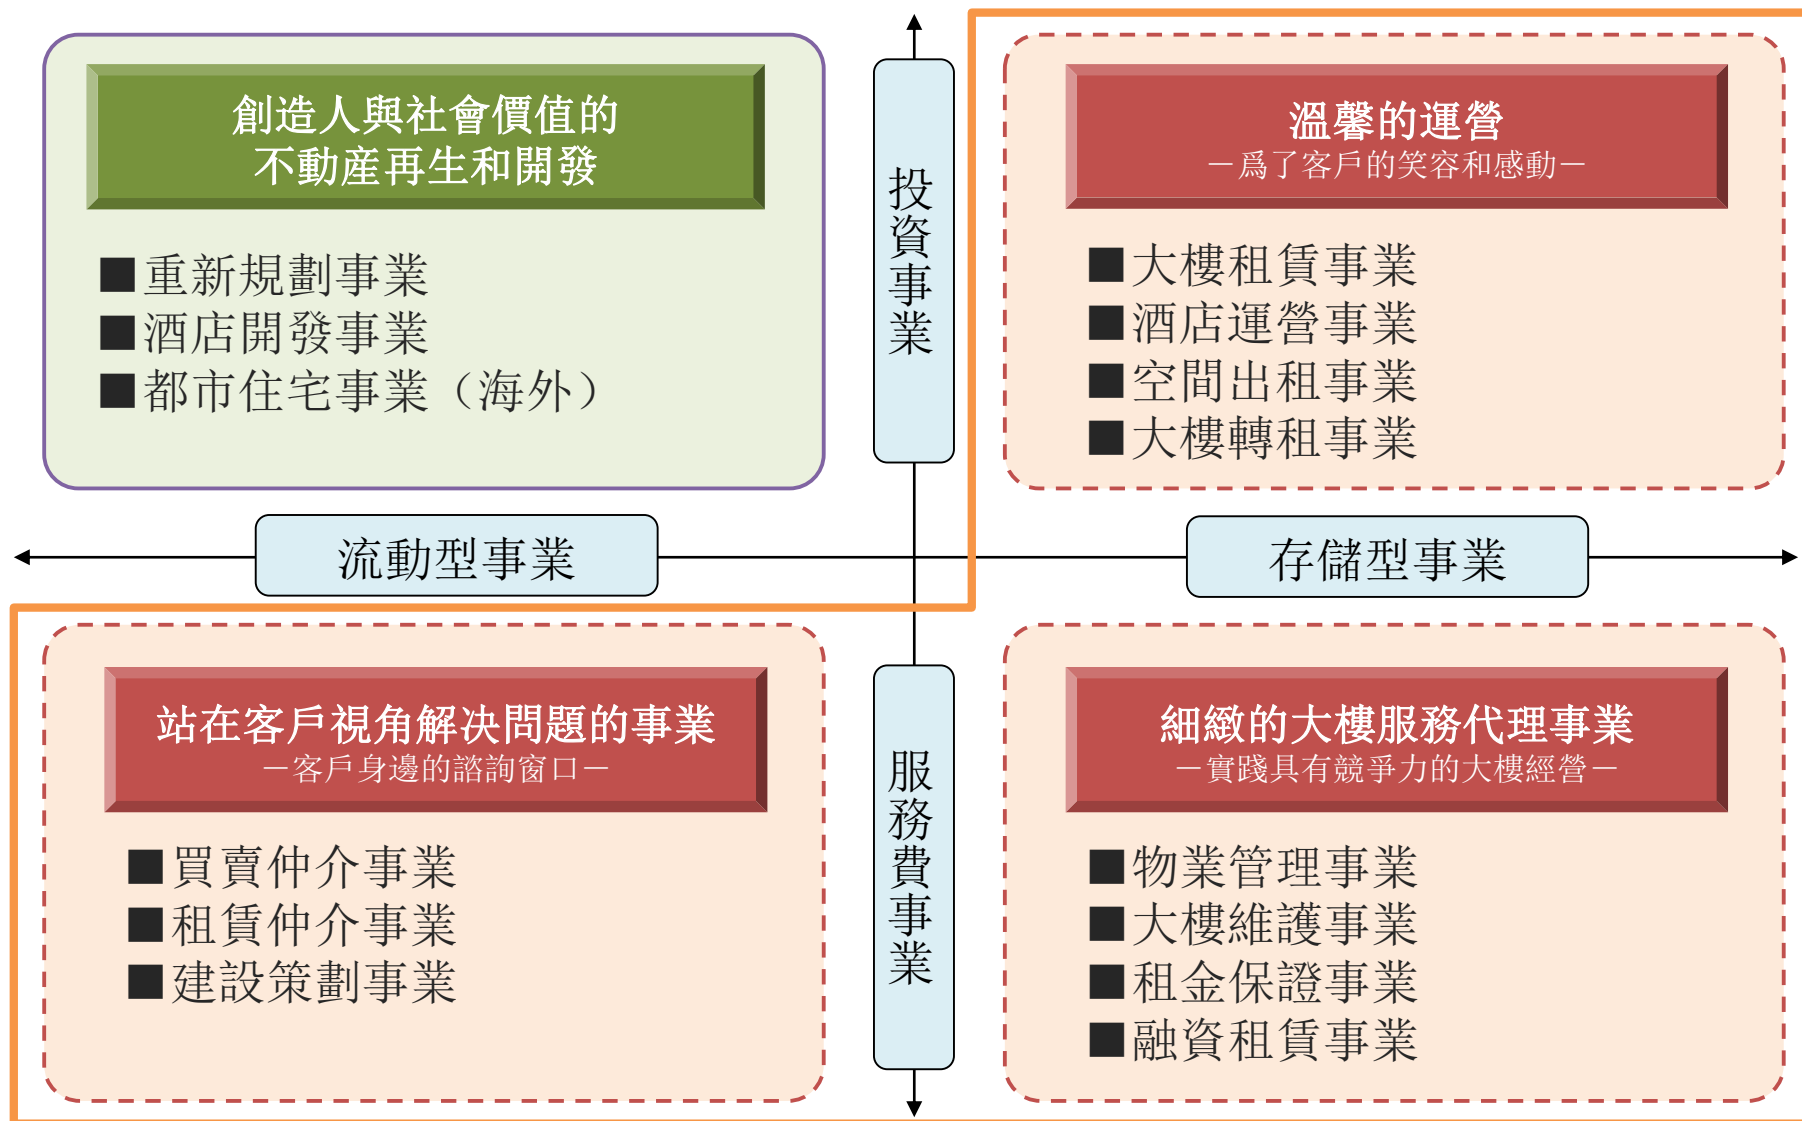 創造人與社會價值的
不動産再生和開發
■重新規劃事業
■酒店開發事業
■都市住宅事業（海外）
投資事業
溫馨的運營
－爲了客戶的笑容和感動－
■大樓租賃事業
■酒店運營事業
■空間出租事業
■大樓轉租事業
流動型事業
存儲型事業
站在客戶視角解决問題的事業
－客戶身邊的諮詢窗口－
■買賣仲介事業
■租賃仲介事業
■建設策劃事業
服務費事業
細緻的大樓服務代理事業
－實踐具有競爭力的大樓經營－
■物業管理事業
■大樓維護事業
■租金保證事業
■融資租賃事業